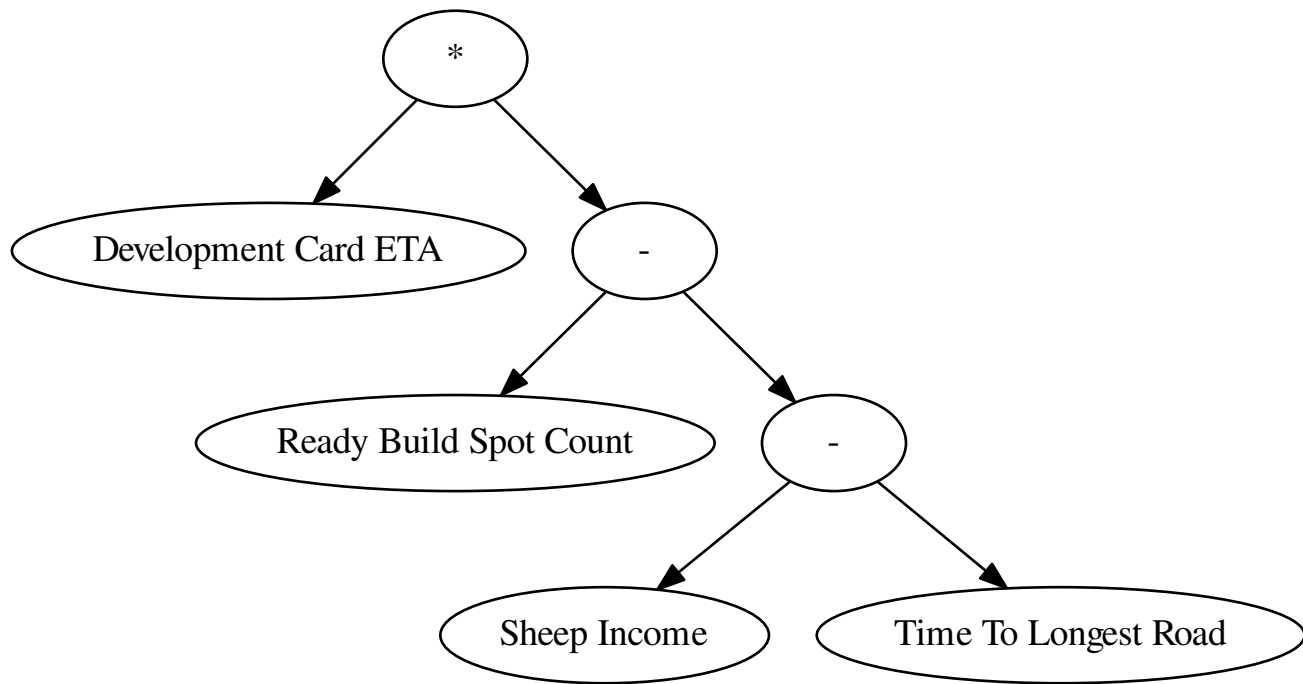 *
Development Card ETA
-
Ready Build Spot Count
-
Sheep Income
Time To Longest Road